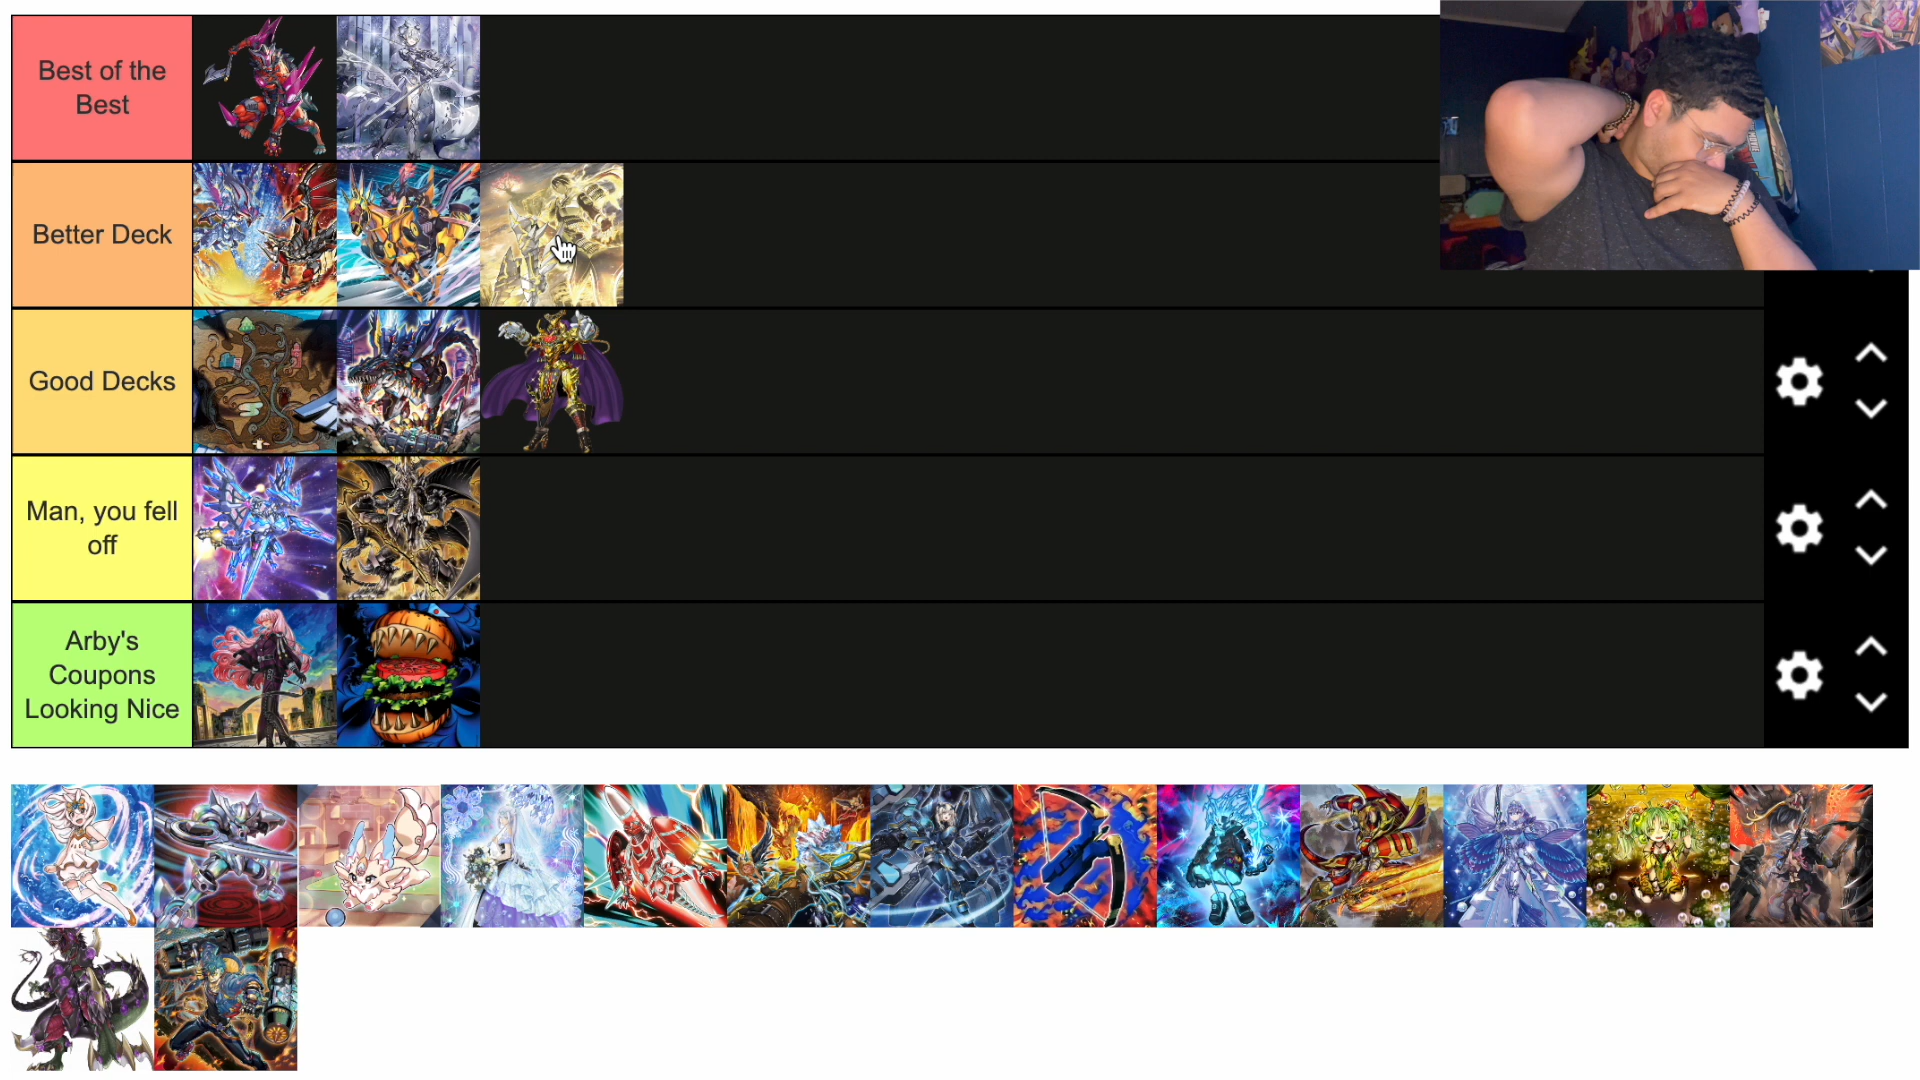 Best of the
Best
Better Deck
Good Decks
Man, you fell
off
Arby's
Coupons
Looking Nice